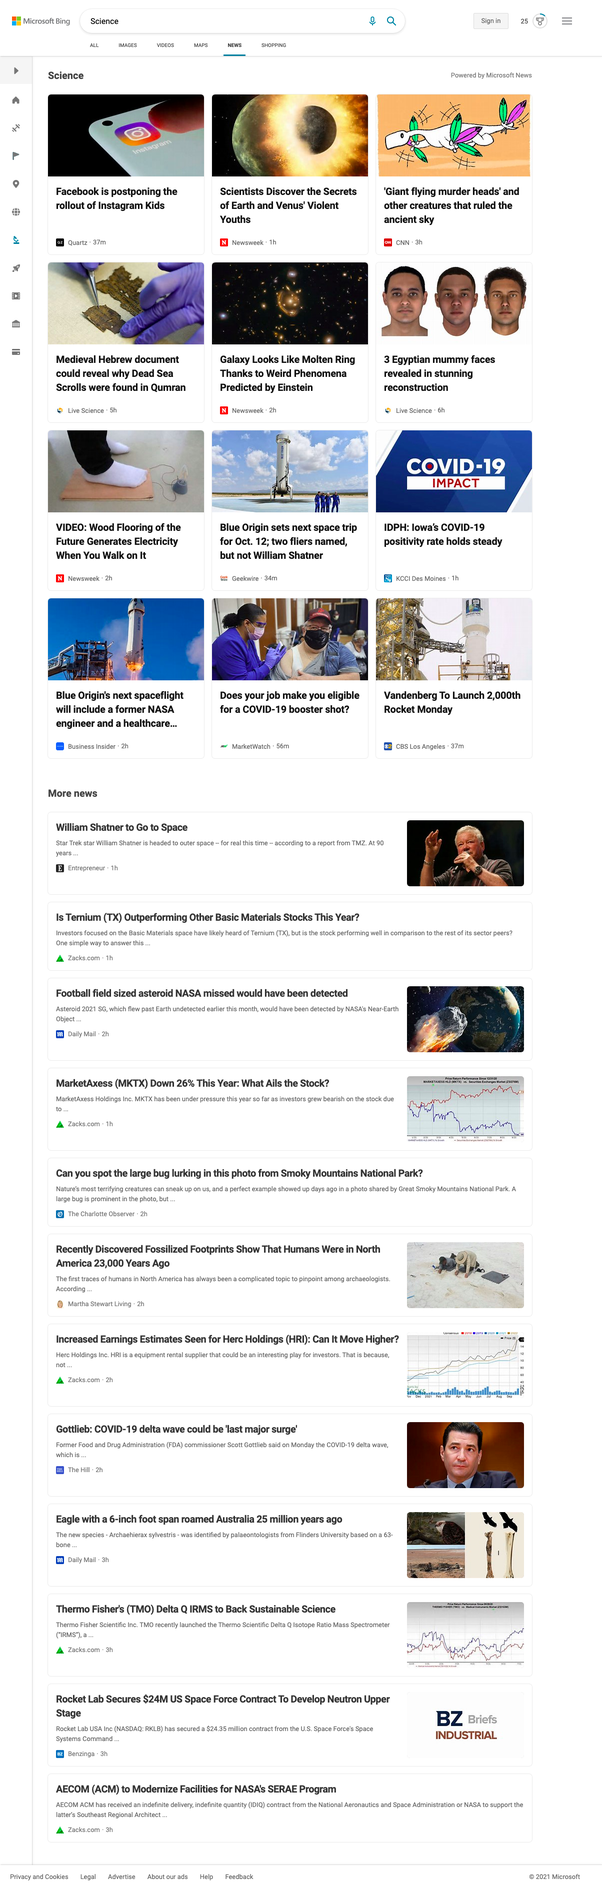 Microsoft Bing
Science
Sign in
25
ALL
IMAGES
VIDEOS
MAPS
NEWS
SHOPPING
Science
Powered by Microsoft News
Instagram
Facebook is postponing the
rollout of Instagram Kids
Quartz · 37m
Scientists Discover the Secrets
of Earth and Venus' Violent
Youths
Newsweek · 1h
'Giant flying murder heads' and
other creatures that ruled the
ancient sky
CNN · 3h
Medieval Hebrew document
could reveal why Dead Sea
Scrolls were found in Qumran
Live Science · 5h
Galaxy Looks Like Molten Ring
Thanks to Weird Phenomena
Predicted by Einstein
Newsweek · 2h
3 Egyptian mummy faces
revealed in stunning
reconstruction
Live Science · 6h
VIDEO: Wood Flooring of the
Future Generates Electricity
When You Walk on It
Newsweek · 2h
Blue Origin sets next space trip
for Oct. 12; two fliers named,
but not William Shatner
Geekwire · 34m
COVID-19
IMPACT
IDPH: Iowa's COVID-19
positivity rate holds steady
KCCI Des Moines · 1h
Blue Origin's next spaceflight
will include a former NASA
engineer and a healthcare...
Business Insider · 2h
Does your job make you eligible
for a COVID-19 booster shot?
MarketWatch · 56m
Vandenberg To Launch 2,000th
Rocket Monday
CBS Los Angeles · 37m
More news
William Shatner to Go to Space
Star Trek star William Shatner is headed to outer space -- for real this time -- according to a report from TMZ. At 90
years ...
Entrepreneur · 1h
Is Ternium (TX) Outperforming Other Basic Materials Stocks This Year?
Investors focused on the Basic Materials space have likely heard of Ternium (TX), but is the stock performing well in comparison to the rest of its sector peers?
One simple way to answer this ...
Zacks.com · 1h
Football field sized asteroid NASA missed would have been detected
Asteroid 2021 SG, which flew past Earth undetected earlier this month, would have been detected by NASA's Near-Earth
Object ...
Daily Mail · 2h
MarketAxess (MKTX) Down 26% This Year: What Ails the Stock?
MarketAxess Holdings Inc. MKTX has been under pressure this year so far as investors grew bearish on the stock due
to ...
Zacks.com · 1h
Can you spot the large bug lurking in this photo from Smoky Mountains National Park?
Nature's most terrifying creatures can sneak up on us, and a perfect example showed up days ago in a photo shared by Great Smoky Mountains National Park. A
large bug is prominent in the photo, but ...
The Charlotte Observer · 2h
Recently Discovered Fossilized Footprints Show That Humans Were in North
America 23,000 Years Ago
The first traces of humans in North America has always been a complicated topic to pinpoint among archaeologists.
According ...
Martha Stewart Living · 2h
Increased Earnings Estimates Seen for Herc Holdings (HRI): Can It Move Higher?
Herc Holdings Inc. HRI is a equipment rental supplier that could be an interesting play for investors. That is because,
not ...
Zacks.com · 2h
Gottlieb: COVID-19 delta wave could be 'last major surge'
Former Food and Drug Administration (FDA) commissioner Scott Gottlieb said on Monday the COVID-19 delta wave,
which is ...
The Hill · 2h
Eagle with a 6-inch foot span roamed Australia 25 million years ago
The new species - Archaehierax sylvestris - was identified by palaeontologists from Flinders University based on a 63-
bone ...
Daily Mail · 3h
Thermo Fisher's (TMO) Delta Q IRMS to Back Sustainable Science
Thermo Fisher Scientific Inc. TMO recently launched the Thermo Scientific Delta Q Isotope Ratio Mass Spectrometer
("IRMS"), a ...
Zacks.com · 3h
Rocket Lab Secures $24M US Space Force Contract To Develop Neutron Upper
Stage
Rocket Lab USA Inc (NASDAQ: RKLB) has secured a $24.35 million contract from the U.S. Space Force's Space
Systems Command ...
Benzinga · 3h
BZ Briefs
INDUSTRIAL
AECOM (ACM) to Modernize Facilities for NASA's SERAE Program
AECOM ACM has received an indefinite delivery, indefinite quantity (IDIQ) contract from the National Aeronautics and Space Administration or NASA to support the
latter's Southeast Regional Architect ...
Zacks.com · 3h
Privacy and Cookies
Legal
Advertise
About our ads
Help
Feedback
© 2021 Microsoft